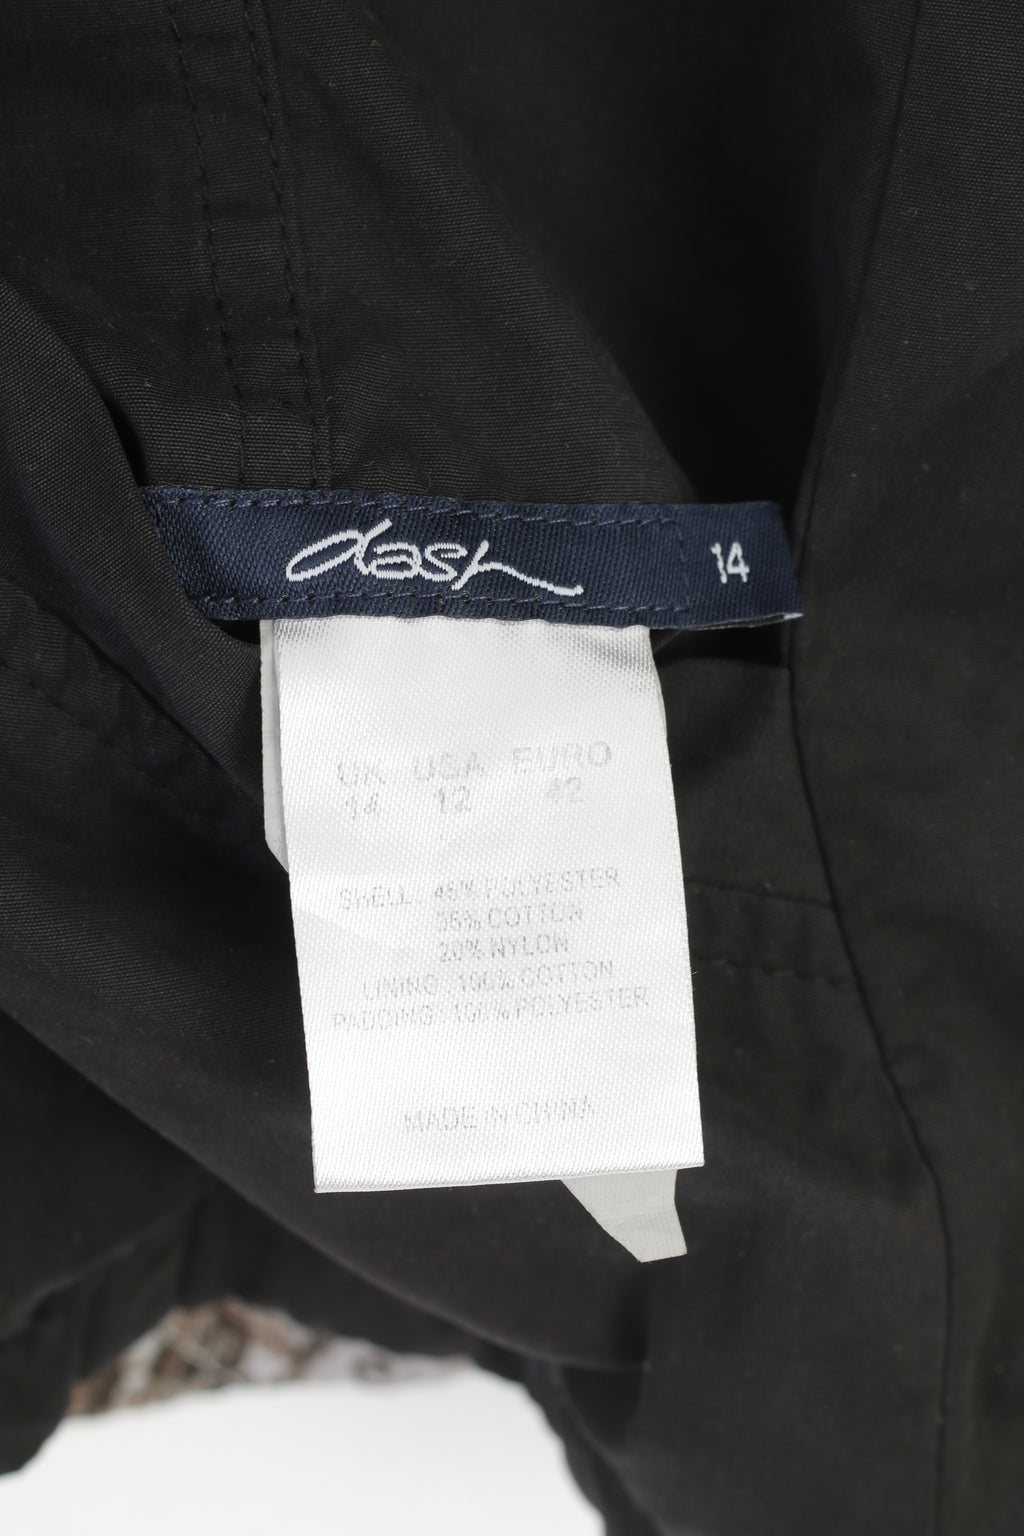 dash 14
UK USA EURO
14 12 42
SHELL: 45% POLYESTER
35% COTTON
20% NYLON
LINING: 100% COTTON
PADDING: 100% POLYESTER
MADE IN CHINA